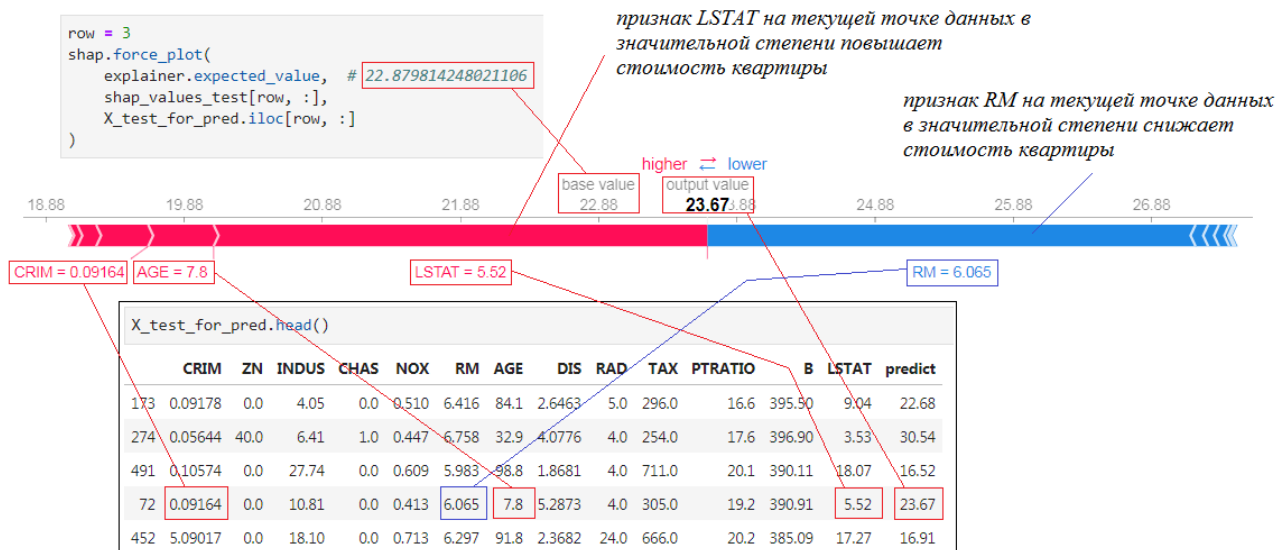 row = 3
shap.force_plot(
explainer.expected_value,  # 22.879814248021106
shap_values_test[row, :],
X_test_for_pred.iloc[row, :]
)
признак LSTAT на текущей точке данных в
значительной степени повышает
стоимость квартиры
признак RM на текущей точке данных
в значительной степени снижает
стоимость квартиры
higher ⇄ lower
base value output value
18.88 19.88 20.88 21.88 22.88 23.67 3.88 24.88 25.88 26.88
CRIM = 0.09164 AGE = 7.8 LSTAT = 5.52 RM = 6.065
X_test_for_pred.head()
CRIM ZN INDUS CHAS NOX RM AGE DIS RAD TAX PTRATIO B LSTAT predict
173 0.09178 0.0 4.05 0.0 0.510 6.416 84.1 2.6463 5.0 296.0 16.6 395.50 9.04 22.68
274 0.05644 40.0 6.41 1.0 0.447 6.758 32.9 4.0776 4.0 254.0 17.6 396.90 3.53 30.54
491 0.10574 0.0 27.74 0.0 0.609 5.983 98.8 1.8681 4.0 711.0 20.1 390.11 18.07 16.52
72 0.09164 0.0 10.81 0.0 0.413 6.065 7.8 5.2873 4.0 305.0 19.2 390.91 5.52 23.67
452 5.09017 0.0 18.10 0.0 0.713 6.297 91.8 2.3682 24.0 666.0 20.2 385.09 17.27 16.91